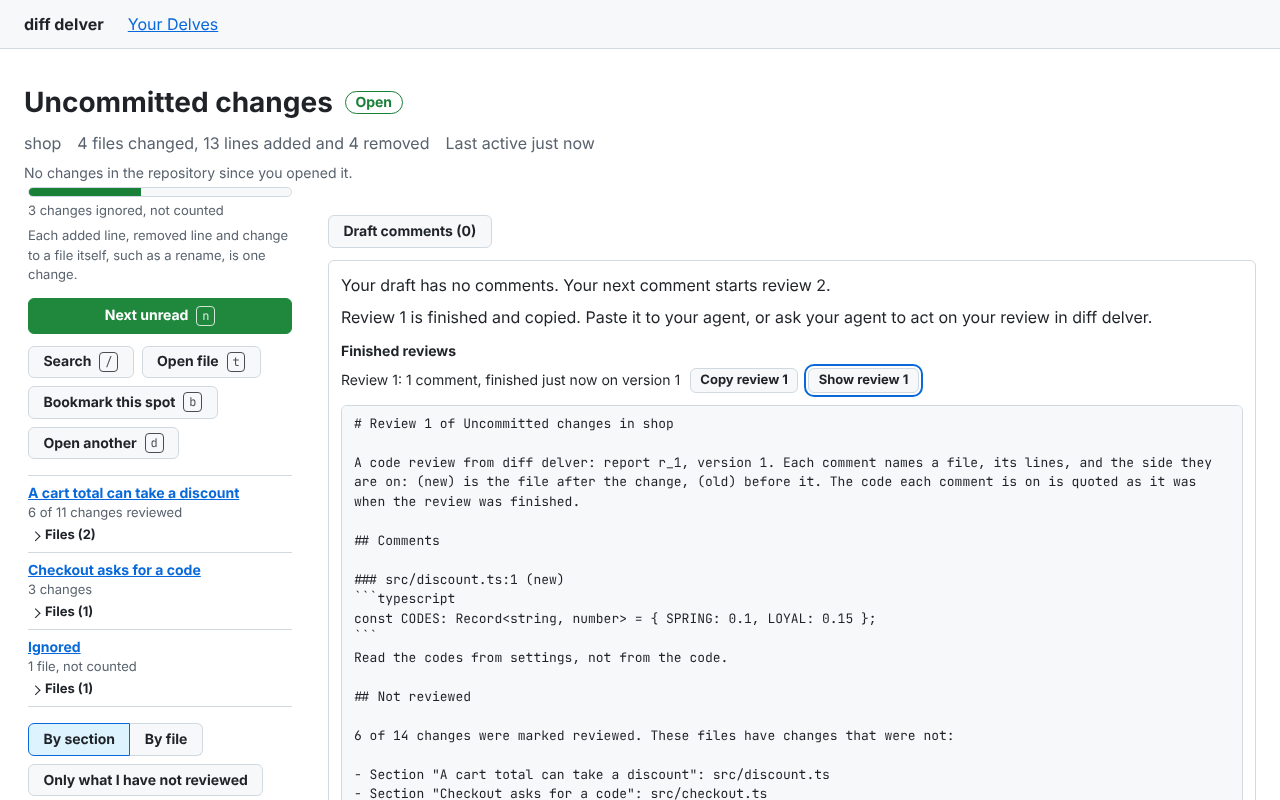 diff delver Your Delves
Uncommitted changes Open
shop 4 files changed, 13 lines added and 4 removed Last active just now
No changes in the repository since you opened it.
3 changes ignored, not counted
Each added line, removed line and change
to a file itself, such as a rename, is one
change.
Next unread n
Search /
Open file t
Bookmark this spot b
Open another d
A cart total can take a discount
6 of 11 changes reviewed
Files (2)
Checkout asks for a code
3 changes
Files (1)
Ignored
1 file, not counted
Files (1)
By section By file
Only what I have not reviewed
Draft comments (0)
Your draft has no comments. Your next comment starts review 2.
Review 1 is finished and copied. Paste it to your agent, or ask your agent to act on your review in diff delver.
Finished reviews
Review 1: 1 comment, finished just now on version 1 Copy review 1 Show review 1
# Review 1 of Uncommitted changes in shop
A code review from diff delver: report r_1, version 1. Each comment names a file, its lines, and the side they
are on: (new) is the file after the change, (old) before it. The code each comment is on is quoted as it was
when the review was finished.
## Comments
### src/discount.ts:1 (new)
```typescript
const CODES: Record<string, number> = { SPRING: 0.1, LOYAL: 0.15 };
```
Read the codes from settings, not from the code.
## Not reviewed
6 of 14 changes were marked reviewed. These files have changes that were not:
- Section "A cart total can take a discount": src/discount.ts
- Section "Checkout asks for a code": src/checkout.ts